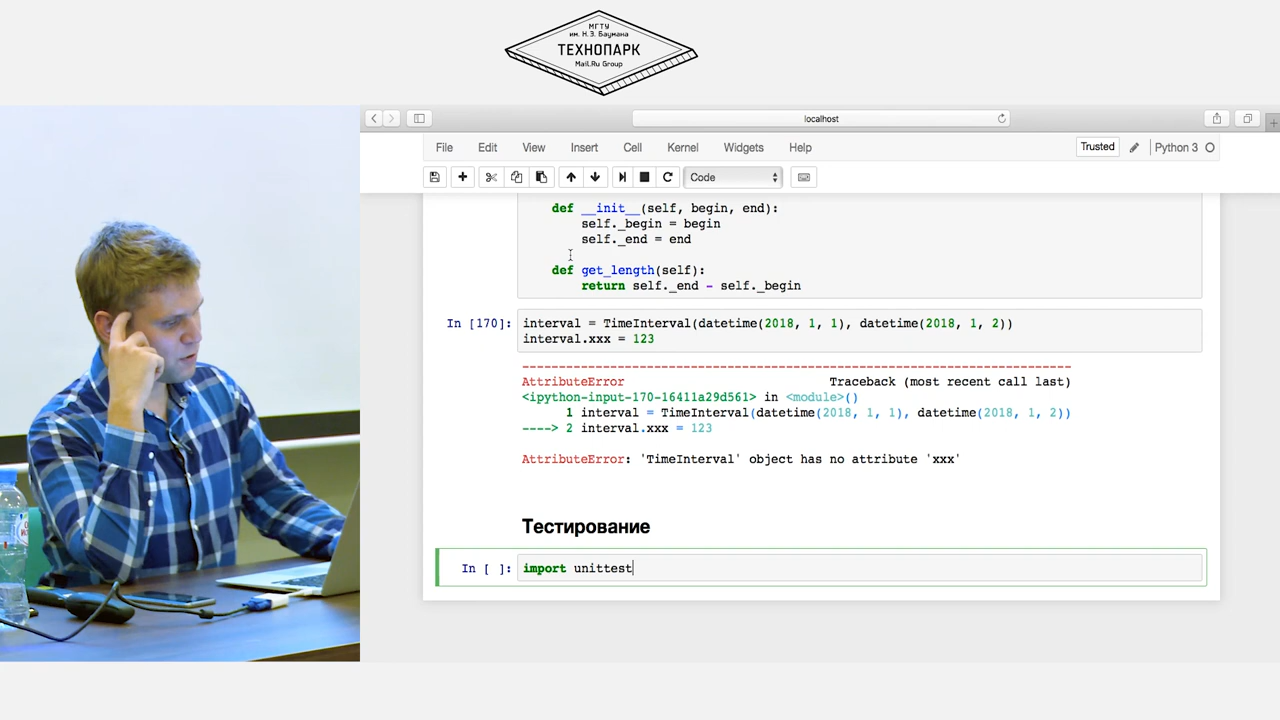 МГТУ
им. Н.Э. Баумана
ТЕХНОПАРК
Mail.Ru Group
localhost
File Edit View Insert Cell Kernel Widgets Help
Trusted
Python 3
Code
def __init__(self, begin, end):
self._begin = begin
self._end = end
def get_length(self):
return self._end - self._begin
In [170]: interval = TimeInterval(datetime(2018, 1, 1), datetime(2018, 1, 2))
interval.xxx = 123
---------------------------------------------------------------------------
AttributeError Traceback (most recent call last)
<ipython-input-170-16411a29d561> in <module>()
1 interval = TimeInterval(datetime(2018, 1, 1), datetime(2018, 1, 2))
----> 2 interval.xxx = 123
AttributeError: 'TimeInterval' object has no attribute 'xxx'
Тестирование
In [ ]: import unittest